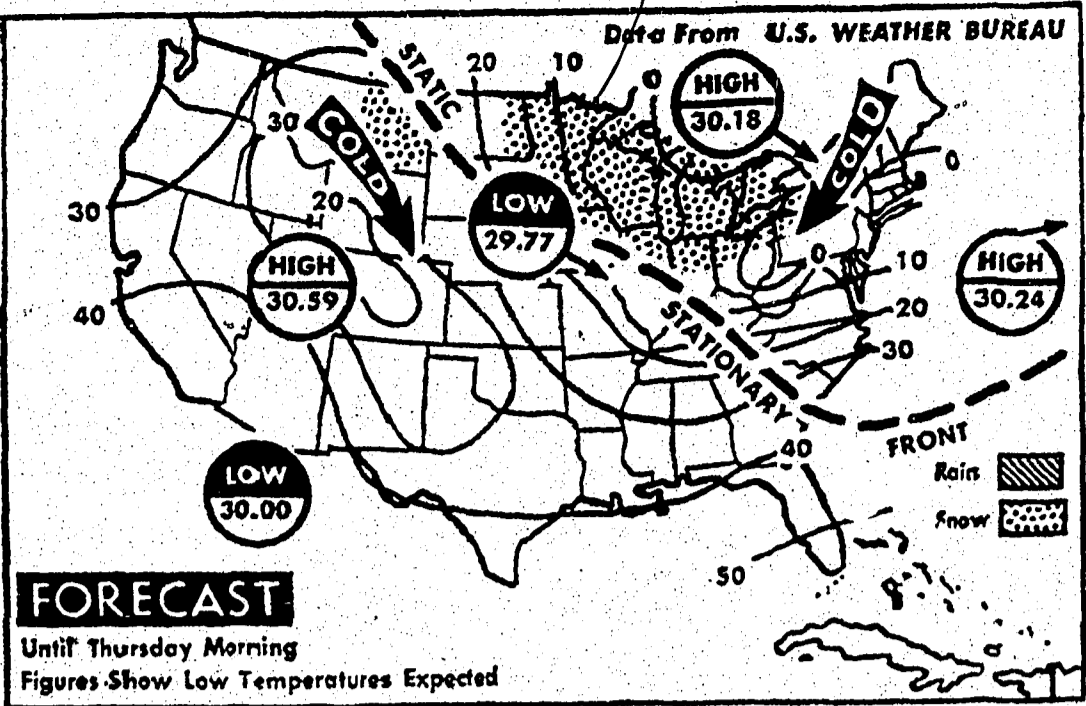 Data From U.S. WEATHER BUREAU
STATIC
20
10
0
HIGH
30.18
COLD
COLD
30
20
0
30
LOW
29.77
HIGH
30.59
0
10
HIGH
30.24
20
40
30
STATIONARY
FRONT
40
LOW
30.00
Rain
Snow
50
FORECAST
Until Thursday Morning
Figures Show Low Temperatures Expected